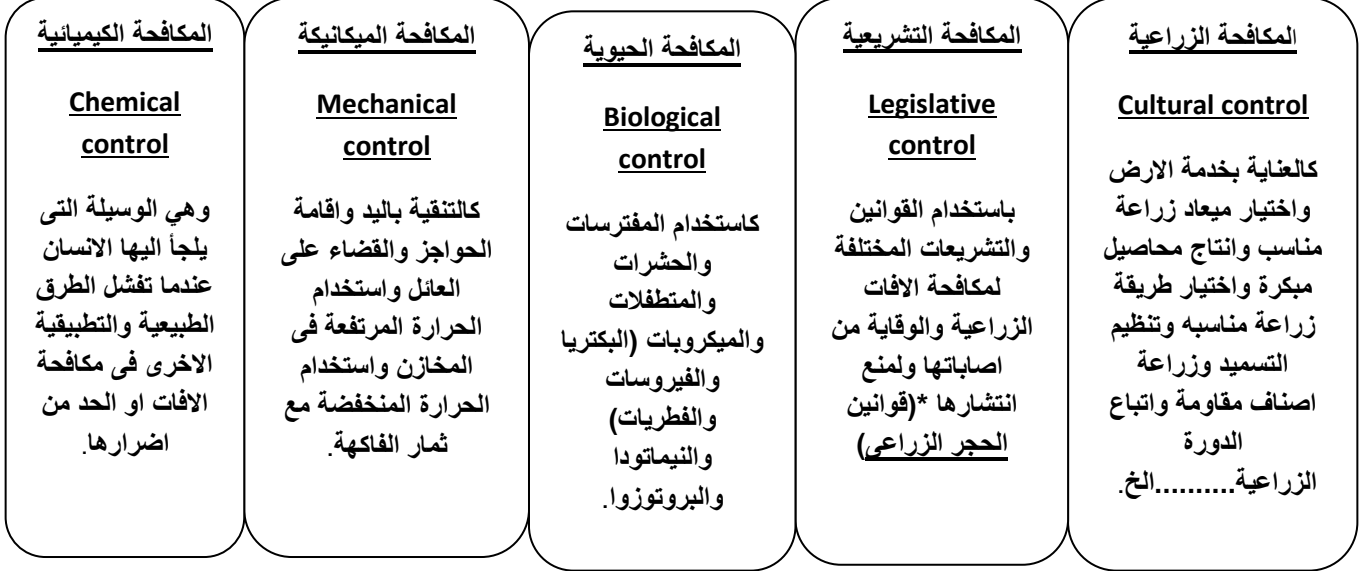 المكافحة الزراعية
Cultural control
كالعناية بخدمة الارض
واختيار ميعاد زراعة
مناسب وانتاج محاصيل
مبكرة واختيار طريقة
زراعة مناسبه وتنظيم
التسميد وزراعة
اصناف مقاومة واتباع
الدورة
الزراعية..........الخ.
المكافحة التشريعية
Legislative
control
باستخدام القوانين
والتشريعات المختلفة
لمكافحة الافات
الزراعية والوقاية من
اصاباتها ولمنع
انتشارها *(قوانين
الحجر الزراعى)
المكافحة الحيوية
Biological
control
كاستخدام المفترسات
والحشرات
والمتطفلات
والميكروبات (البكتريا
والفيروسات
والفطريات)
والنيماتودا
والبروتوزوا.
المكافحة الميكانيكة
Mechanical
control
كالتنقية باليد واقامة
الحواجز والقضاء على
العائل واستخدام
الحرارة المرتفعة فى
المخازن واستخدام
الحرارة المنخفضة مع
ثمار الفاكهة.
المكافحة الكيميائية
Chemical
control
وهي الوسيلة التى
يلجأ اليها الانسان
عندما تفشل الطرق
الطبيعية والتطبيقية
الاخرى فى مكافحة
الافات او الحد من
اضرارها.